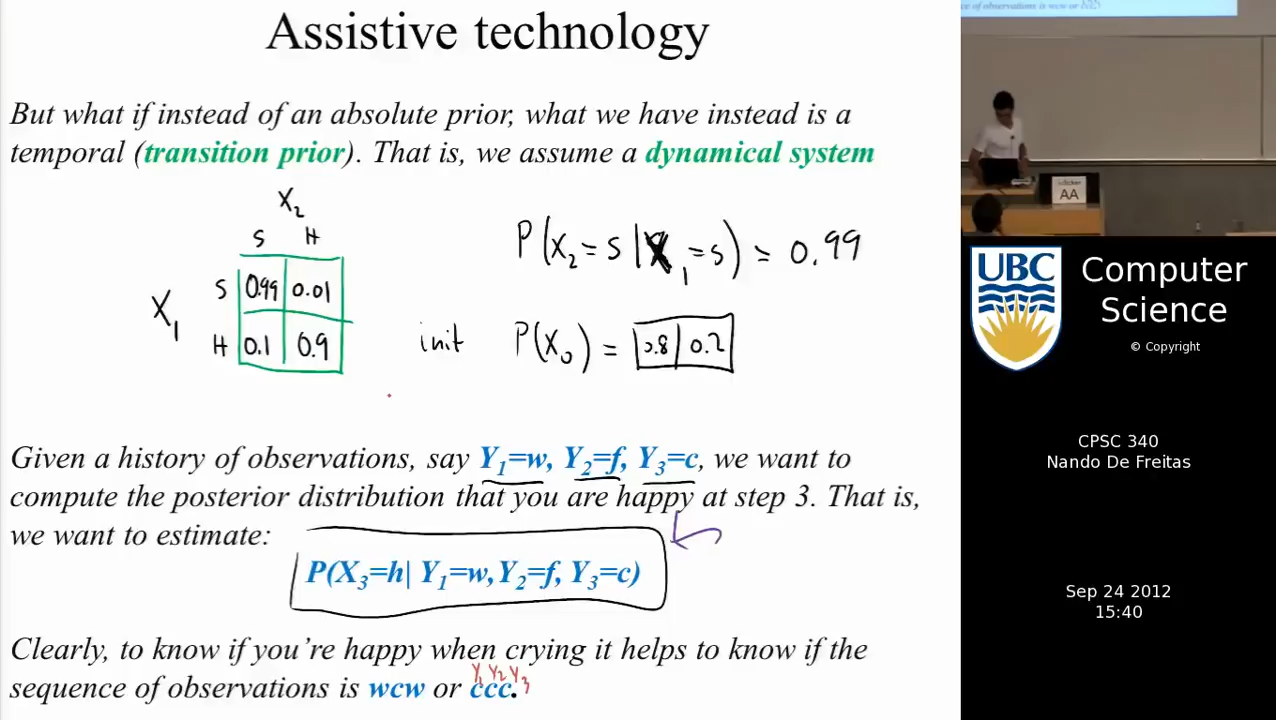 Assistive technology
But what if instead of an absolute prior, what we have instead is a
temporal (transition prior). That is, we assume a dynamical system
X2
S H
X1
S 0.99 0.01
H 0.1 0.9
P(X2 = S | X1 = S) = 0.99
init P(X0) = 0.8 0.2
Given a history of observations, say Y1=w, Y2=f, Y3=c, we want to
compute the posterior distribution that you are happy at step 3. That is,
we want to estimate:
P(X3=h| Y1=w,Y2=f, Y3=c)
Clearly, to know if you’re happy when crying it helps to know if the
Y1 Y2 Y3
sequence of observations is wcw or ccc.
AA
UBC
Computer
Science
© Copyright
CPSC 340
Nando De Freitas
Sep 24 2012
15:40